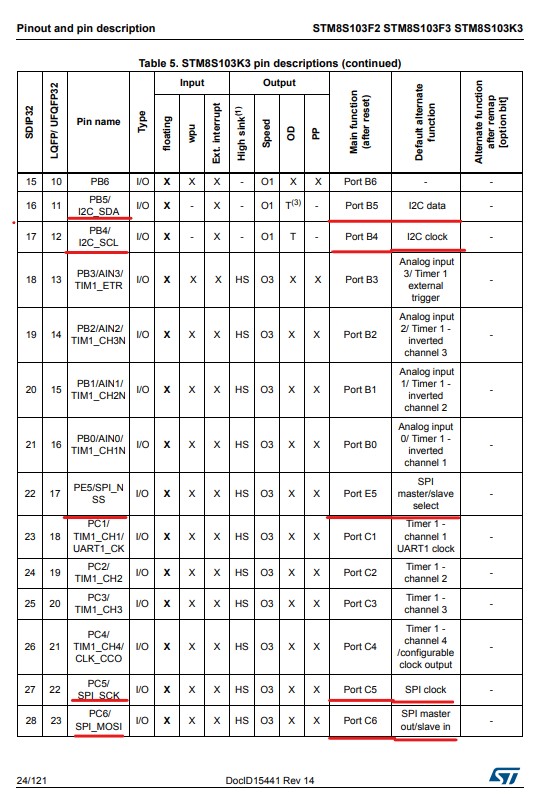 Pinout and pin description STM8S103F2 STM8S103F3 STM8S103K3
Table 5. STM8S103K3 pin descriptions (continued)
SDIP32 LQFP/ UFQFP32 Pin name Type Input Output Main function (after reset) Default alternate function Alternate function after remap [option bit]
floating wpu Ext. interrupt High sink(1) Speed OD PP
15 10 PB6 I/O X X X - O1 X X Port B6 - -
16 11 PB5/ I2C_SDA I/O X - X - O1 T(3) - Port B5 I2C data -
17 12 PB4/ I2C_SCL I/O X - X - O1 T - Port B4 I2C clock -
18 13 PB3/AIN3/ TIM1_ETR I/O X X X HS O3 X X Port B3 Analog input 3/ Timer 1 external trigger -
19 14 PB2/AIN2/ TIM1_CH3N I/O X X X HS O3 X X Port B2 Analog input 2/ Timer 1 - inverted channel 3 -
20 15 PB1/AIN1/ TIM1_CH2N I/O X X X HS O3 X X Port B1 Analog input 1/ Timer 1 - inverted channel 2 -
21 16 PB0/AIN0/ TIM1_CH1N I/O X X X HS O3 X X Port B0 Analog input 0/ Timer 1 - inverted channel 1 -
22 17 PE5/SPI_N SS I/O X X X HS O3 X X Port E5 SPI master/slave select -
23 18 PC1/ TIM1_CH1/ UART1_CK I/O X X X HS O3 X X Port C1 Timer 1 - channel 1 UART1 clock -
24 19 PC2/ TIM1_CH2 I/O X X X HS O3 X X Port C2 Timer 1 - channel 2 -
25 20 PC3/ TIM1_CH3 I/O X X X HS O3 X X Port C3 Timer 1 - channel 3 -
26 21 PC4/ TIM1_CH4/ CLK_CCO I/O X X X HS O3 X X Port C4 Timer 1 - channel 4 /configurable clock output -
27 22 PC5/ SPI_SCK I/O X X X HS O3 X X Port C5 SPI clock -
28 23 PC6/ SPI_MOSI I/O X X X HS O3 X X Port C6 SPI master out/slave in -
24/121 DocID15441 Rev 14 ST